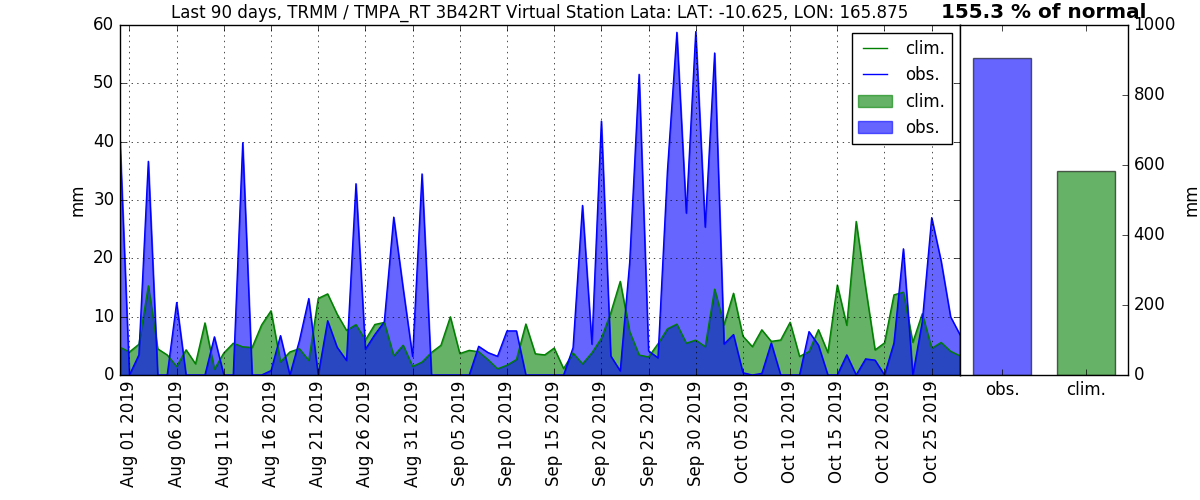 Last 90 days, TRMM / TMPA_RT 3B42RT Virtual Station Lata: LAT: -10.625, LON: 165.875
155.3 % of normal
60
50
40
30
20
10
0
mm
clim.
obs.
clim.
obs.
1000
800
600
400
200
0
mm
obs.
clim.
Aug 01 2019
Aug 06 2019
Aug 11 2019
Aug 16 2019
Aug 21 2019
Aug 26 2019
Aug 31 2019
Sep 05 2019
Sep 10 2019
Sep 15 2019
Sep 20 2019
Sep 25 2019
Sep 30 2019
Oct 05 2019
Oct 10 2019
Oct 15 2019
Oct 20 2019
Oct 25 2019